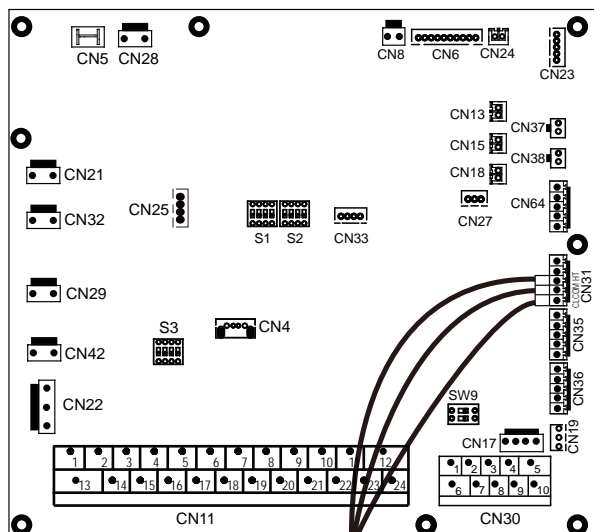 CN5
CN28
CN8
CN6
CN24
CN23
CN13
CN37
CN15
CN38
CN18
CN21
CN32
CN25
S1
S2
CN33
CN27
CN64
CN31
CL COM HT
CN29
CN4
CN35
S3
CN42
CN36
CN22
SW9
CN17
CN19
1 2 3 4 5 6 7 8 9 10 11 12
13 14 15 16 17 18 19 20 21 22 23 24
CN11
1 2 3 4 5
6 7 8 9 10
CN30